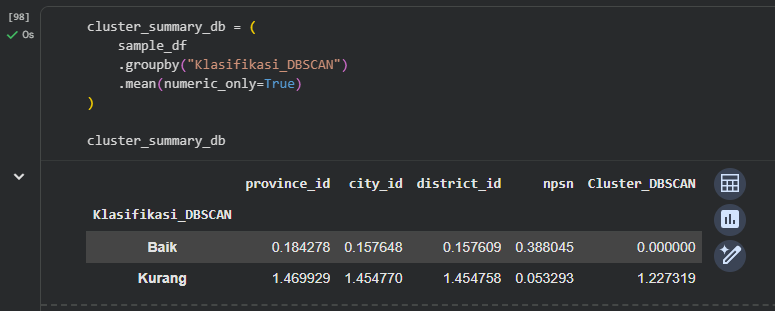 [98]
0s
cluster_summary_db = (
sample_df
.groupby("Klasifikasi_DBSCAN")
.mean(numeric_only=True)
)
cluster_summary_db
province_id city_id district_id npsn Cluster_DBSCAN
Klasifikasi_DBSCAN
Baik 0.184278 0.157648 0.157609 0.388045 0.000000
Kurang 1.469929 1.454770 1.454758 0.053293 1.227319